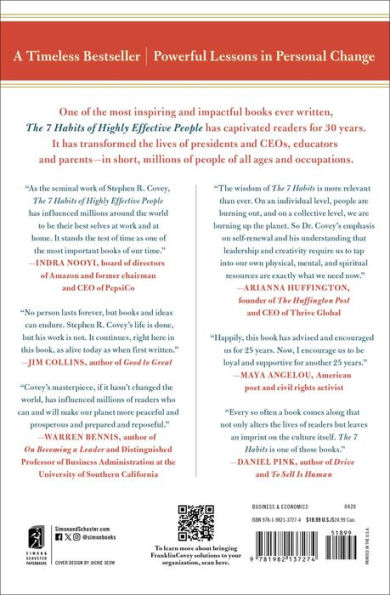 A Timeless Bestseller | Powerful Lessons in Personal Change
One of the most inspiring and impactful books ever written,
The 7 Habits of Highly Effective People has captivated readers for 30 years.
It has transformed the lives of presidents and CEOs, educators
and parents—in short, millions of people of all ages and occupations.
“As the seminal work of Stephen R. Covey,
The 7 Habits of Highly Effective People
has influenced millions around the world
to be their best selves at work and at
home. It stands the test of time as one of
the most important books of our time.”
—INDRA NOOYI, board of directors
of Amazon and former chairman
and CEO of PepsiCo
“No person lasts forever, but books and
ideas can endure. Stephen R. Covey’s life is done,
but his work is not. It continues, right here in
this book, as alive today as when first written.”
—JIM COLLINS, author of Good to Great
“Covey’s masterpiece, if it hasn’t changed the
world, has influenced millions of readers who
can and will make our planet more peaceful and
prosperous and prepared and reposeful.”
—WARREN BENNIS, author of
On Becoming a Leader and Distinguished
Professor of Business Administration at the
University of Southern California
“The wisdom of The 7 Habits is more relevant
than ever. On an individual level, people are
burning out, and on a collective level, we are
burning up the planet. So Dr. Covey’s emphasis
on self-renewal and his understanding that
leadership and creativity require us to tap
into our own physical, mental, and spiritual
resources are exactly what we need now.”
—ARIANNA HUFFINGTON,
founder of The Huffington Post
and CEO of Thrive Global
“Happily, this book has advised and encouraged
us for 25 years. Now, I encourage us to be
loyal and supportive for another 25 years.”
—MAYA ANGELOU, American
poet and civil rights activist
“Every so often a book comes along that
not only alters the lives of readers but leaves
an imprint on the culture itself. The 7
Habits is one of those books.”
—DANIEL PINK, author of Drive
and To Sell Is Human
SIMON &
SCHUSTER
PAPERBACKS
SimonandSchuster.com
@simonbooks
COVER DESIGN BY JACKIE SEOW
To learn more about bringing
FranklinCovey solutions to your
organization, scan here.
BUSINESS & ECONOMICS 0420
ISBN 978-1-9821-3727-4 $18.99 U.S./$24.99 Can.
51899
9 781982 137274
PRINTED IN THE U.S.A.